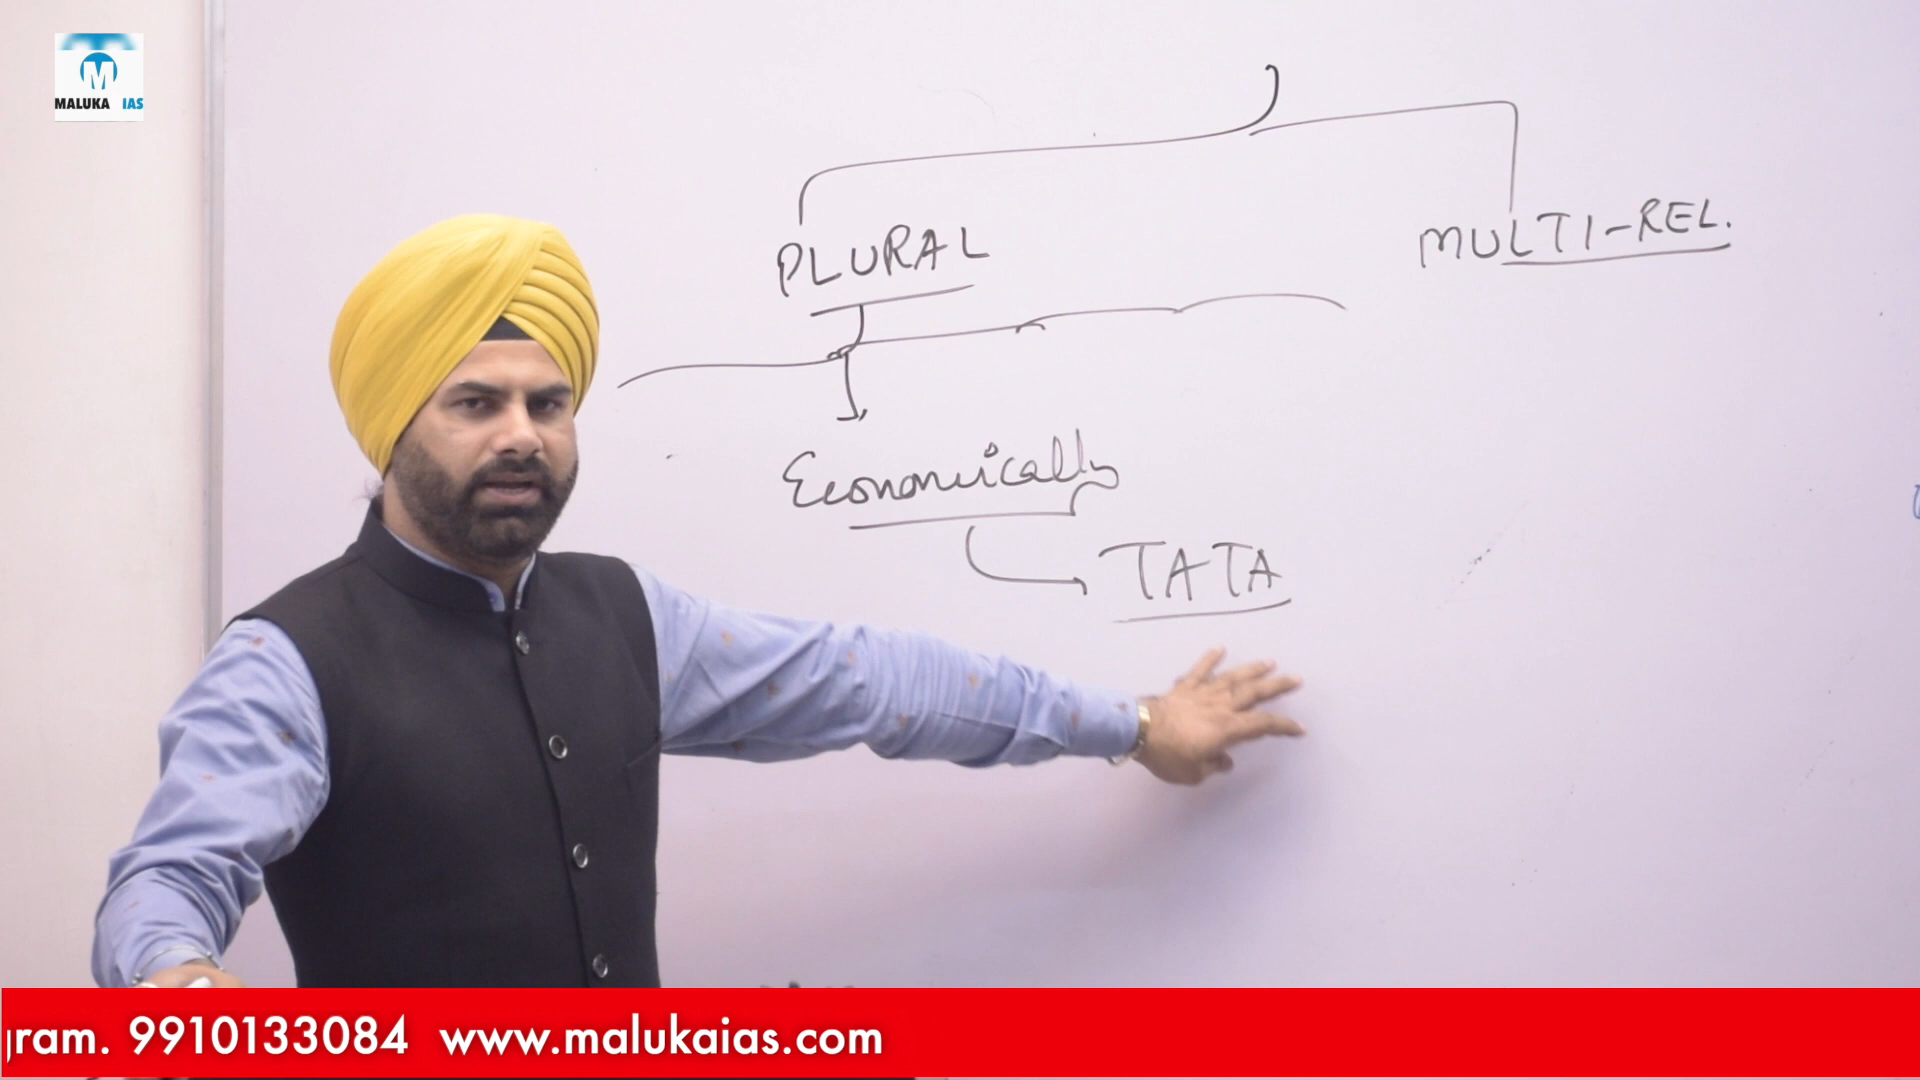 M
MALUKA IAS
PLURAL
MULTI-REL.
Economically
TATA
ram. 9910133084 www.malukaias.com